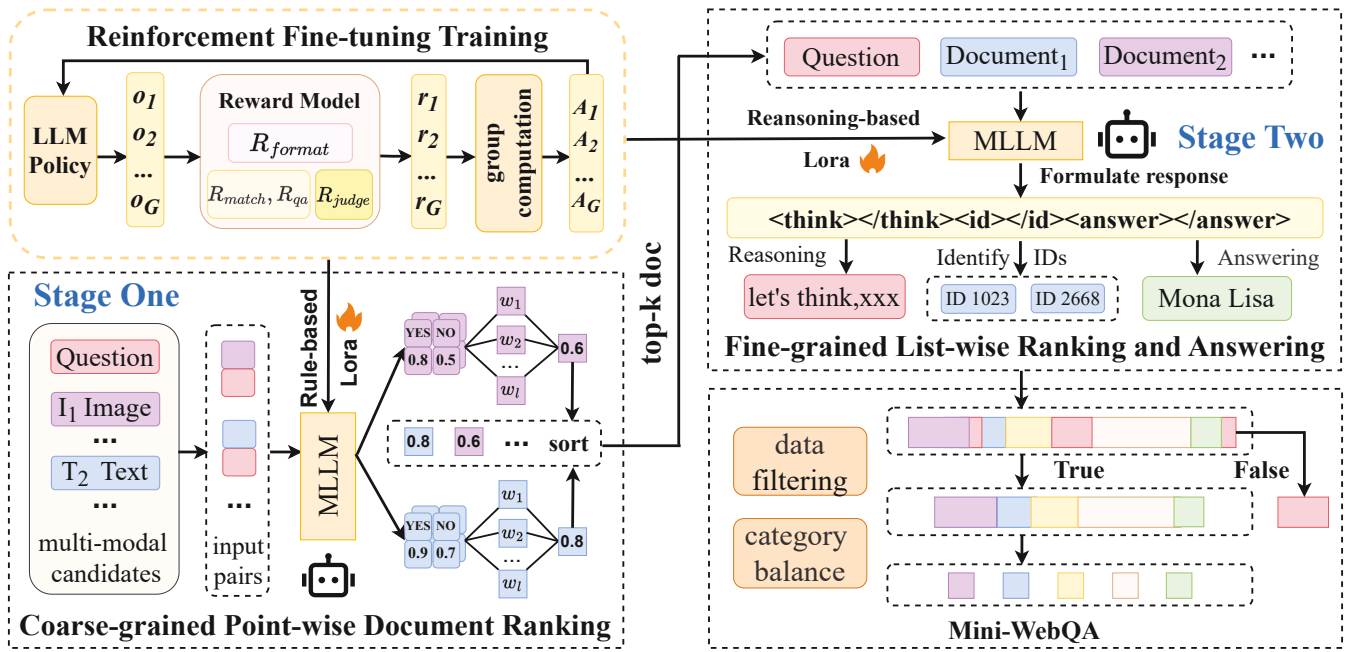 Reinforcement Fine-tuning Training
LLM
Policy
o1
o2
...
oG
Reward Model
Rformat
Rmatch, Rqa
Rjudge
r1
r2
...
rG
group
computation
A1
A2
...
AG
Stage One
Question
I1 Image
...
T2 Text
...
multi-modal
candidates
input
pairs
...
Rule-based
Lora
MLLM
YES NO
0.8 0.5
w1
w2
...
wl
0.6
0.8 0.6 ... sort
YES NO
0.9 0.7
w1
w2
...
wl
0.8
Coarse-grained Point-wise Document Ranking
top-k doc
Question Document1 Document2 ...
Reansoning-based
Lora
MLLM
Stage Two
Formulate response
<think></think><id></id><answer></answer>
Reasoning
Identify IDs
Answering
let's think,xxx
ID 1023 ID 2668
Mona Lisa
Fine-grained List-wise Ranking and Answering
data
filtering
category
balance
True
False
Mini-WebQA